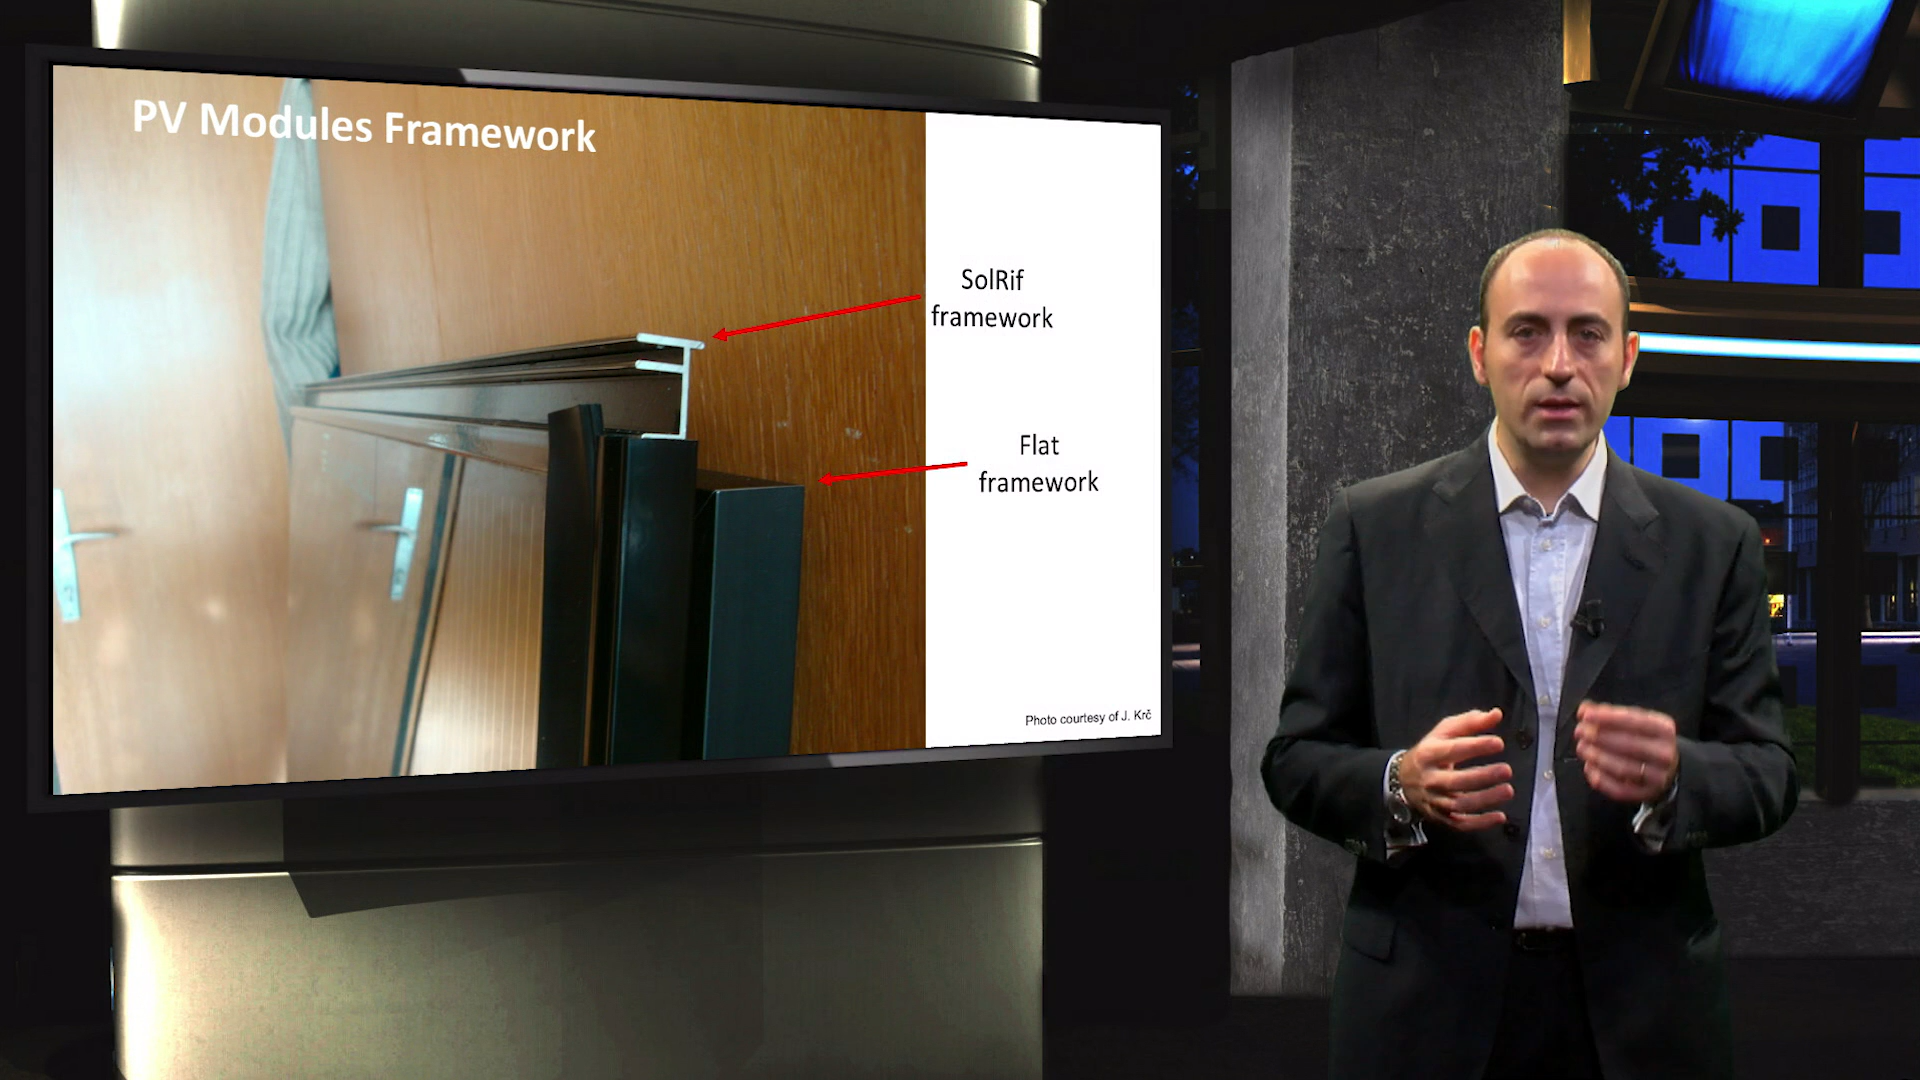 PV Modules Framework
SolRif
framework
Flat
framework
Photo courtesy of J. Krč